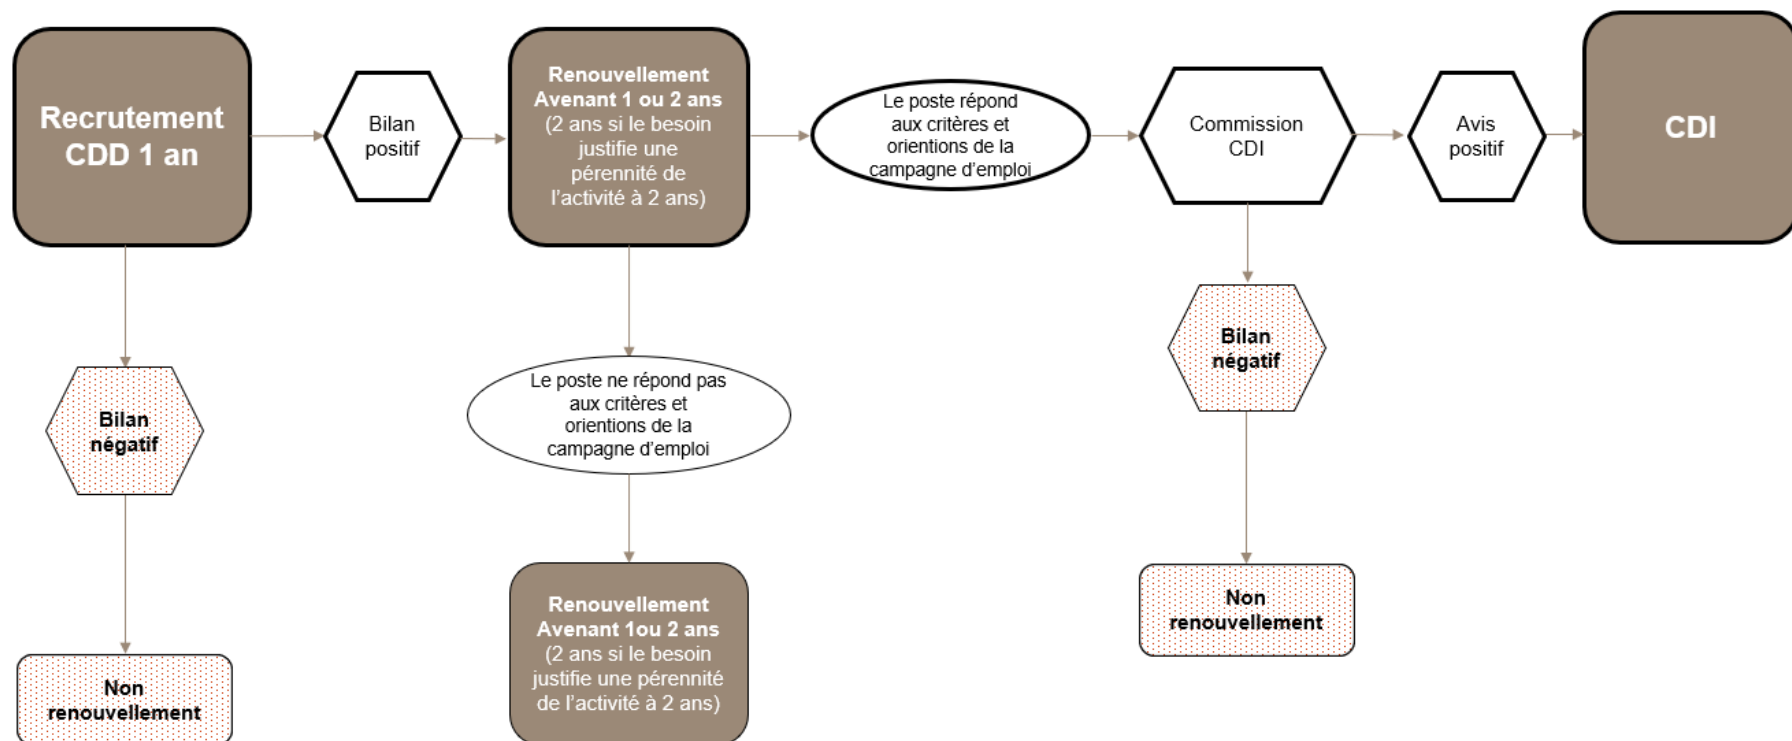 Recrutement
CDD 1 an
Bilan
positif
Renouvellement
Avenant 1 ou 2 ans
(2 ans si le besoin
justifie une
pérennité de
l'activité à 2 ans)
Le poste répond
aux critères et
orientions de la
campagne d'emploi
Commission
CDI
Avis
positif
CDI
Bilan
négatif
Non
renouvellement
Le poste ne répond pas
aux critères et
orientions de la
campagne d'emploi
Renouvellement
Avenant 1ou 2 ans
(2 ans si le besoin
justifie une pérennité
de l'activité à 2 ans)
Bilan
négatif
Non
renouvellement